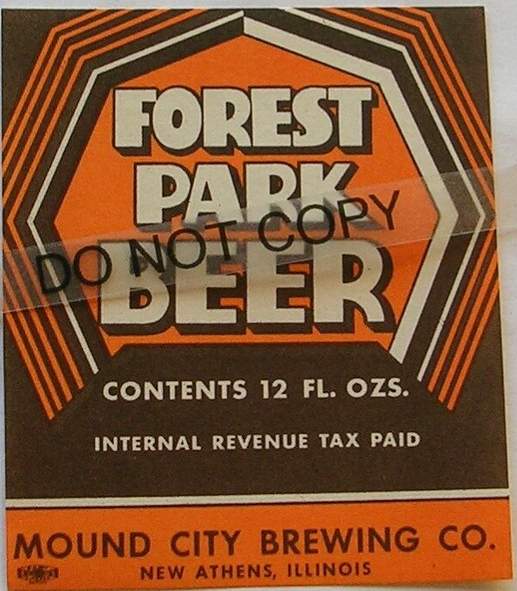 FOREST
PARK
BEER
DO NOT COPY
CONTENTS 12 FL. OZS.
INTERNAL REVENUE TAX PAID
MOUND CITY BREWING CO.
NEW ATHENS, ILLINOIS